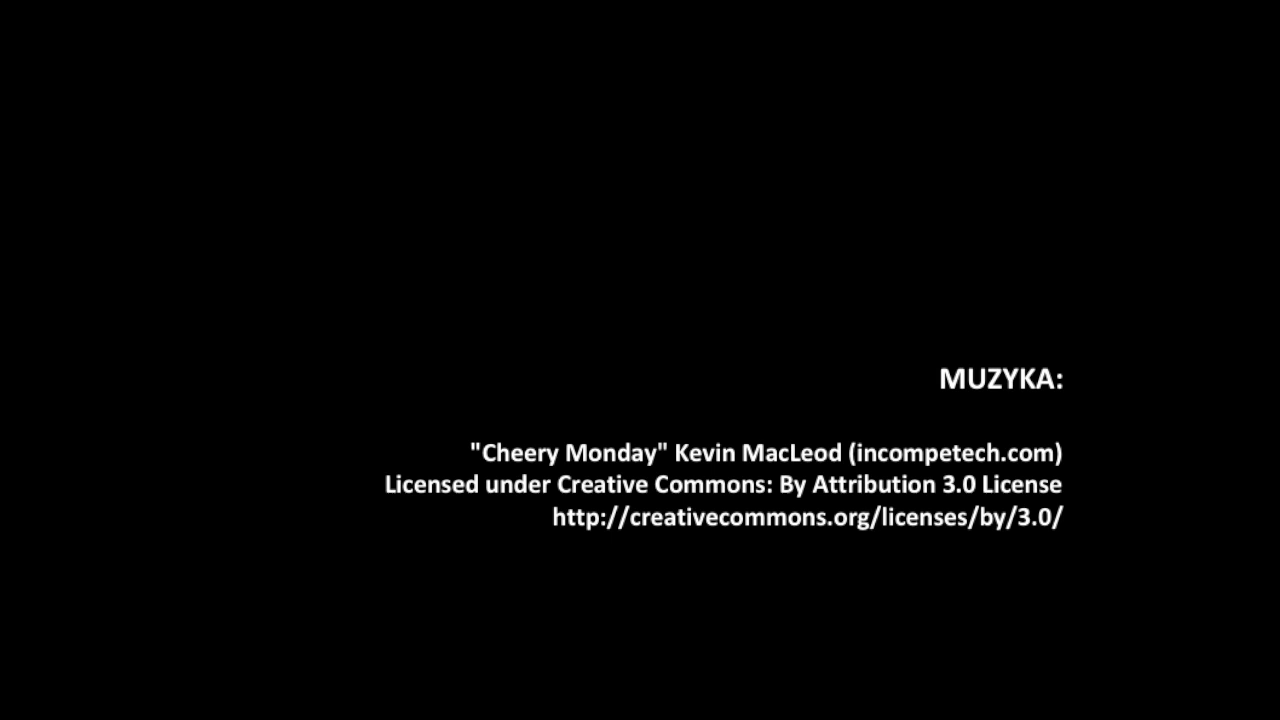 MUZYKA:
"Cheery Monday" Kevin MacLeod (incompetech.com)
Licensed under Creative Commons: By Attribution 3.0 License
http://creativecommons.org/licenses/by/3.0/